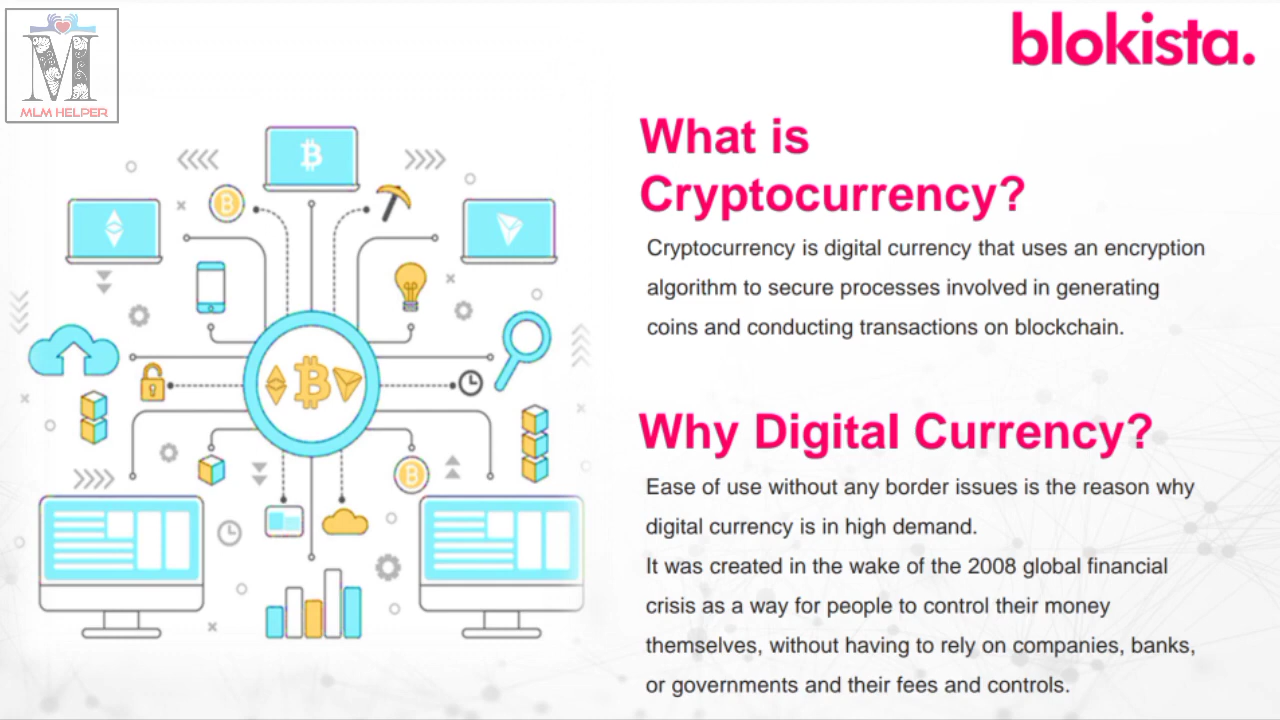 MLM HELPER
blokista.
What is
Cryptocurrency?
Cryptocurrency is digital currency that uses an encryption
algorithm to secure processes involved in generating
coins and conducting transactions on blockchain.
Why Digital Currency?
Ease of use without any border issues is the reason why
digital currency is in high demand.
It was created in the wake of the 2008 global financial
crisis as a way for people to control their money
themselves, without having to rely on companies, banks,
or governments and their fees and controls.